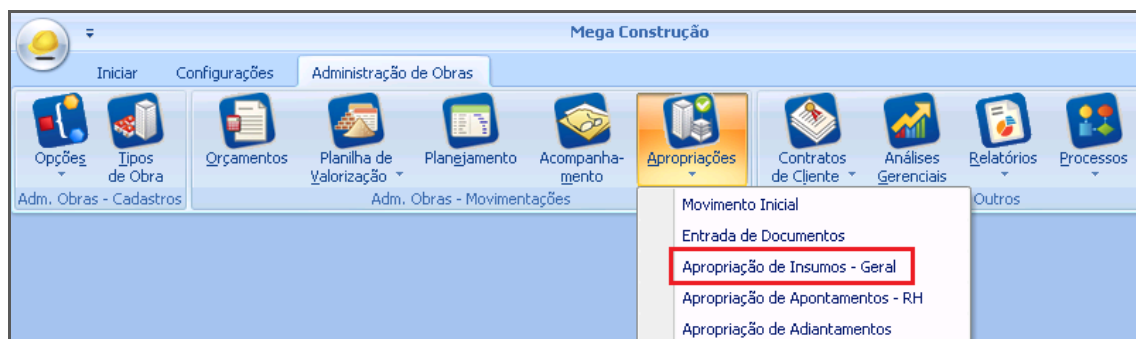 Mega Construção
Iniciar Configurações Administração de Obras
Opções Tipos de Obra Orçamentos Planilha de Valorização Planejamento Acompanha-mento Apropriações Contratos de Cliente Análises Gerenciais Relatórios Processos
Adm. Obras - Cadastros Adm. Obras - Movimentações Outros
Movimento Inicial
Entrada de Documentos
Apropriação de Insumos - Geral
Apropriação de Apontamentos - RH
Apropriação de Adiantamentos